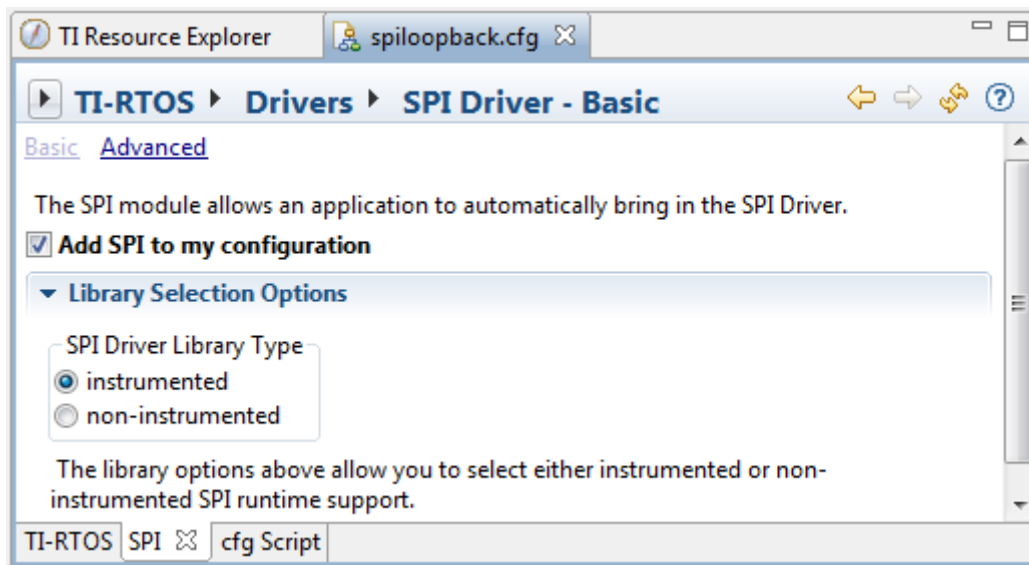 TI Resource Explorer spiloopback.cfg
TI-RTOS Drivers SPI Driver - Basic
Basic Advanced
The SPI module allows an application to automatically bring in the SPI Driver.
Add SPI to my configuration
Library Selection Options
SPI Driver Library Type
instrumented
non-instrumented
The library options above allow you to select either instrumented or non-
instrumented SPI runtime support.
TI-RTOS SPI cfg Script